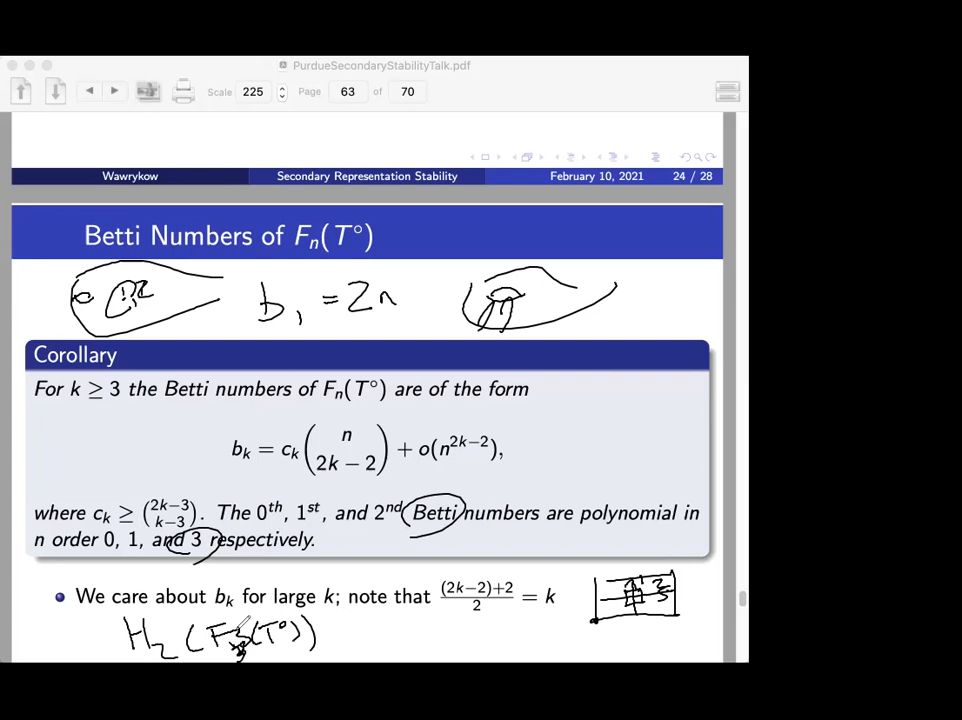 PurdueSecondaryStabilityTalk.pdf
Scale 225 Page 63 of 70
Wawrykow Secondary Representation Stability February 10, 2021 24 / 28
Betti Numbers of Fₙ(T°)
b₁ = 2n
Corollary
For k ≥ 3 the Betti numbers of Fₙ(T°) are of the form
bₖ = cₖ (n 2k − 2) + o(n²ᵏ⁻²),
where cₖ ≥ (2k−3 k−3). The 0ᵗʰ, 1ˢᵗ, and 2ⁿᵈ Betti numbers are polynomial in
n order 0, 1, and 3 respectively.
We care about bₖ for large k; note that (2k−2)+2 / 2 = k
H₂(F₃(T°))